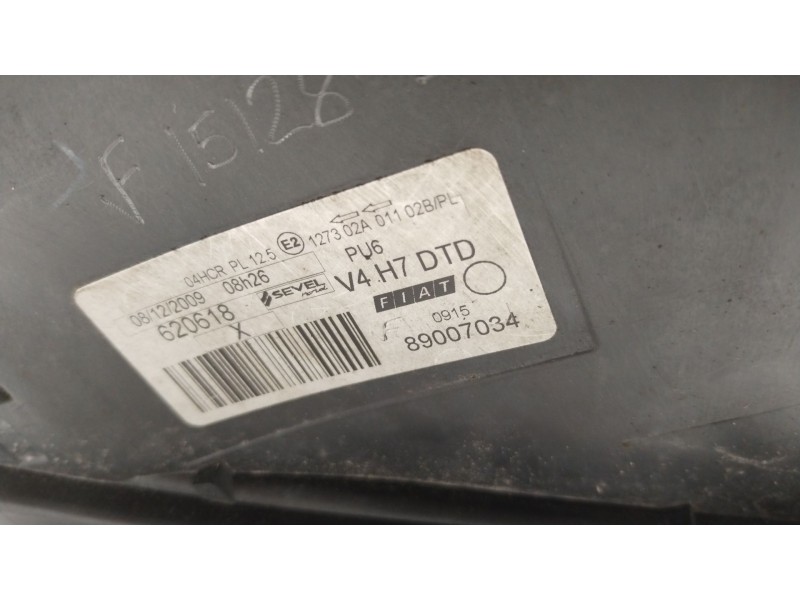 F 15128
04HCR PL 12.5 E2 1273 02A 011 02B/PL
08/12/2009 08h26 PU6
620618 SEVEL V4 H7 DTD
X FIAT
0915
89007034